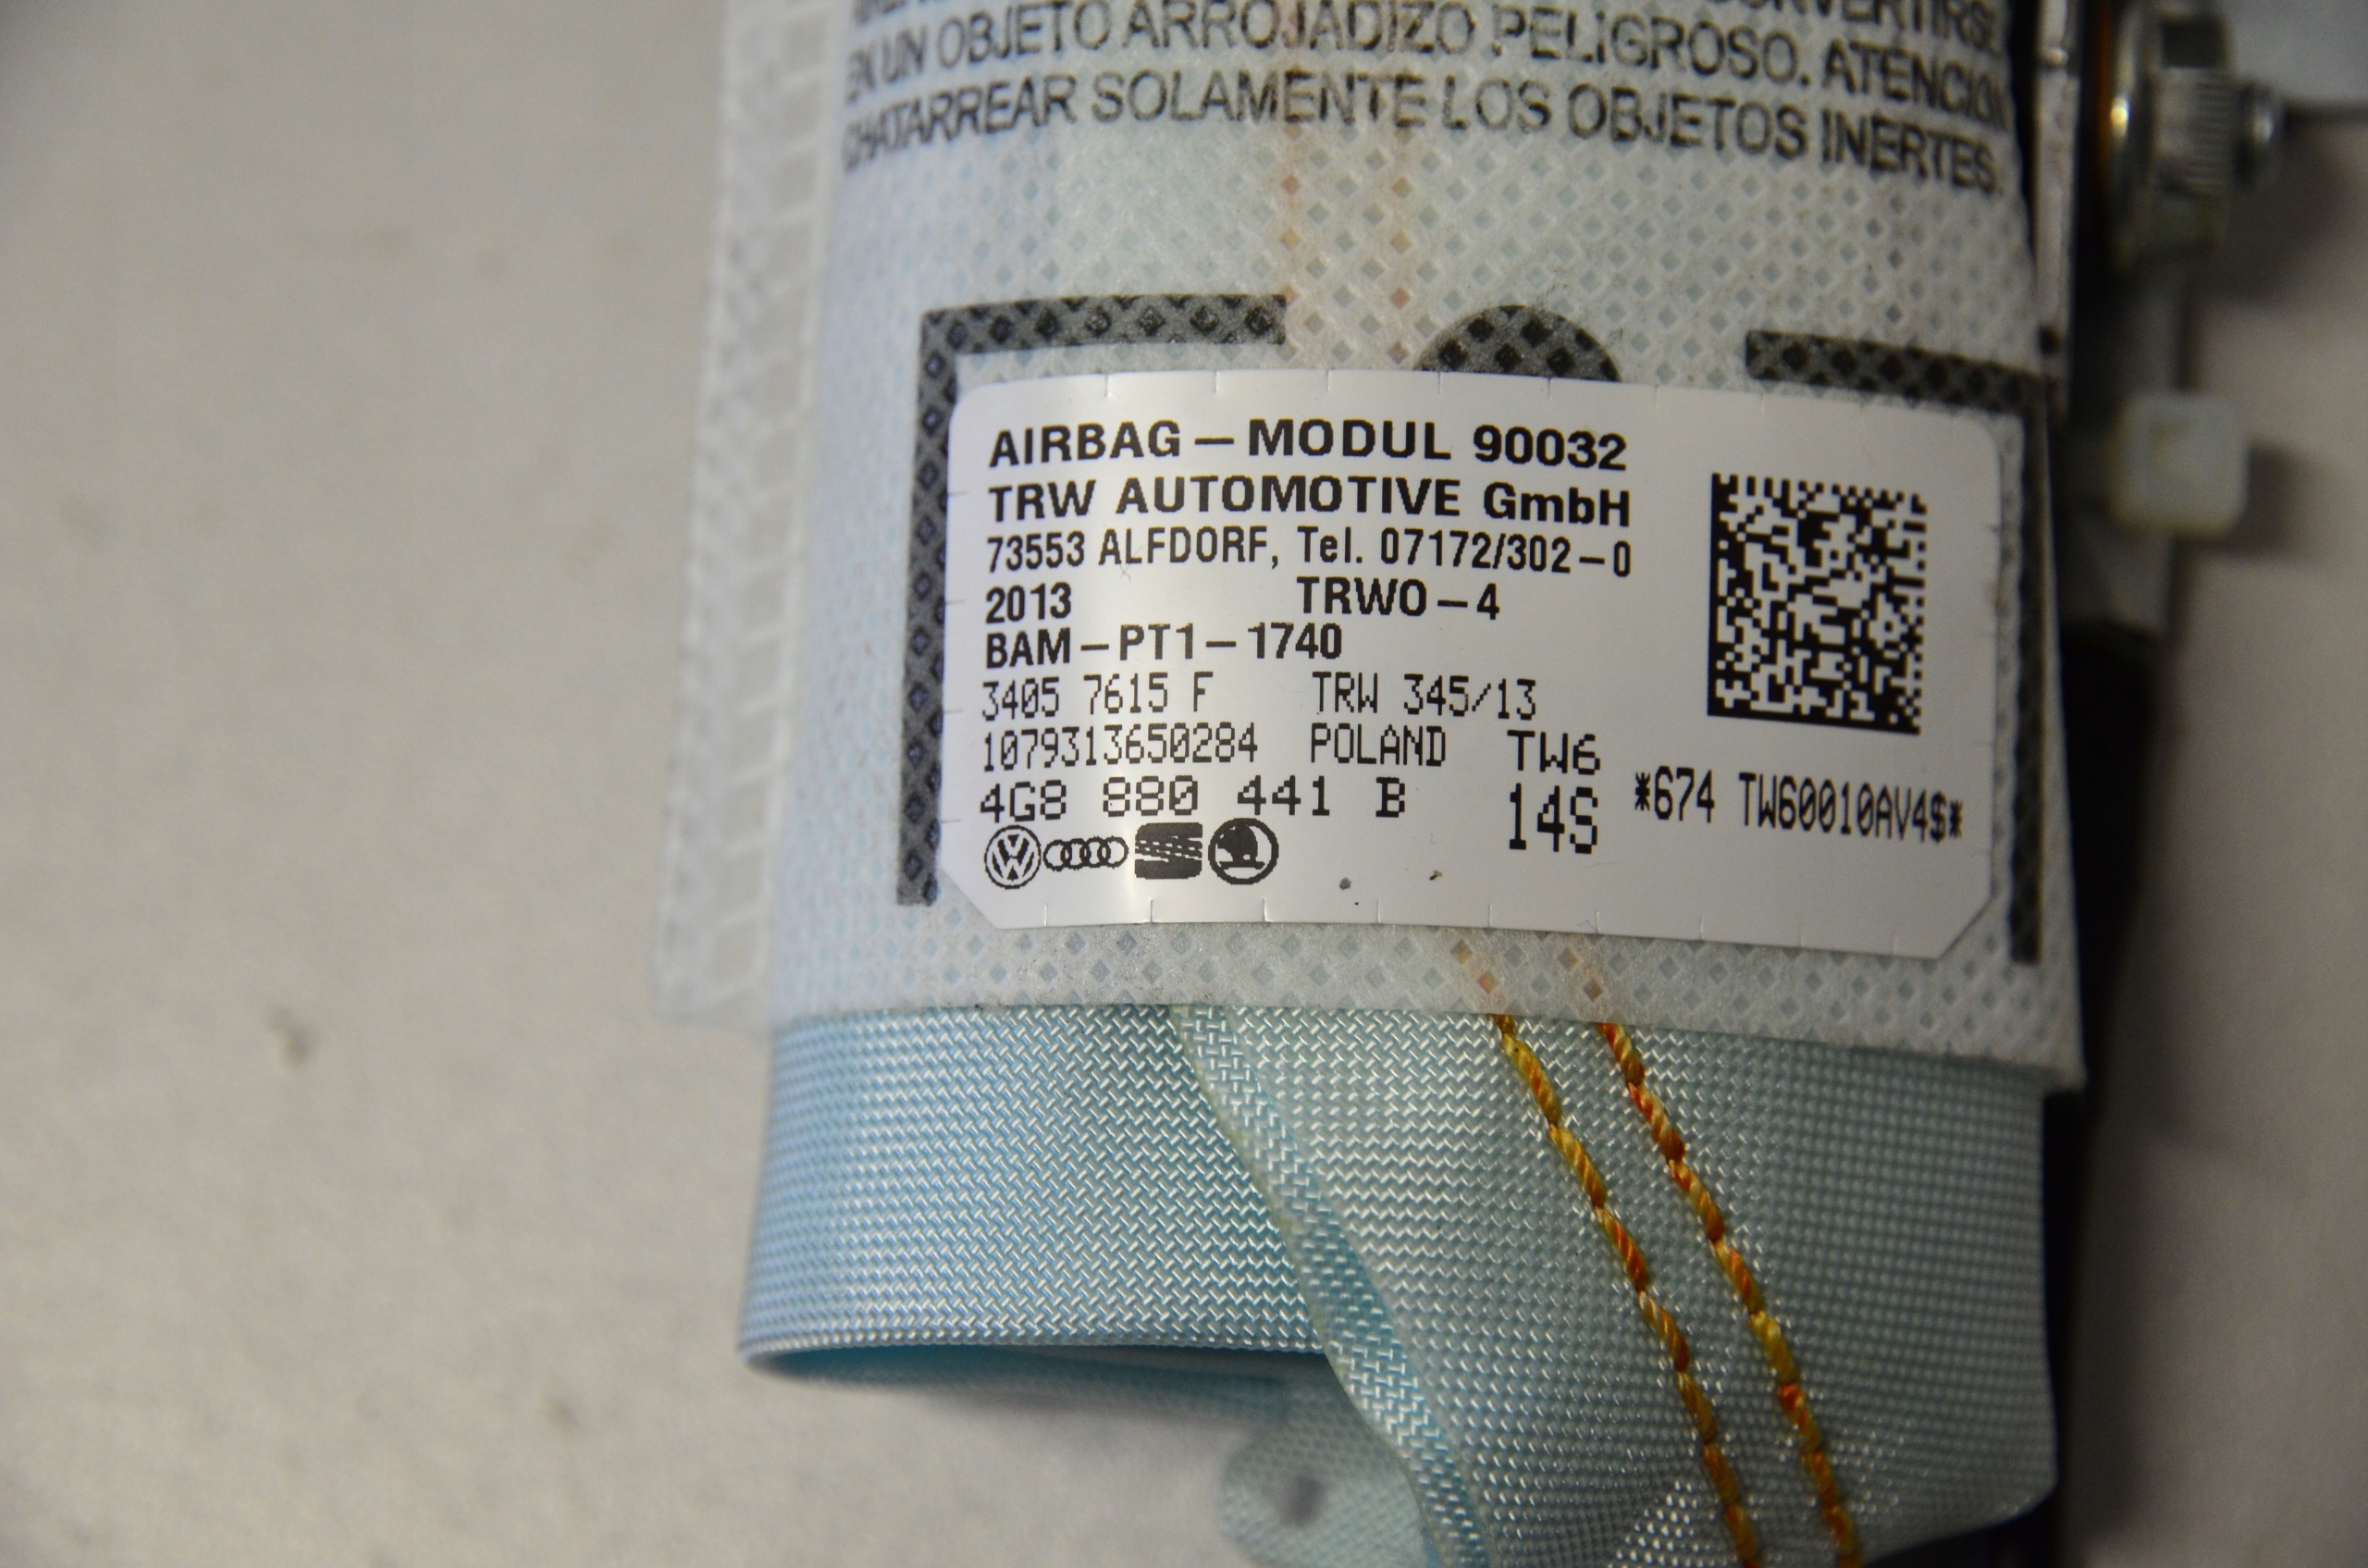 CONVERTIRSE
EN UN OBJETO ARROJADIZO PELIGROSO. ATENCION
CHATARREAR SOLAMENTE LOS OBJETOS INERTES.
AIRBAG – MODUL 90032
TRW AUTOMOTIVE GmbH
73553 ALFDORF, Tel. 07172/302 – 0
2013 TRWO – 4
BAM – PT1 – 1740
3405 7615 F TRW 345/13
1079313650284 POLAND TW6
4G8 880 441 B 14S *674 TW60010AV4$*